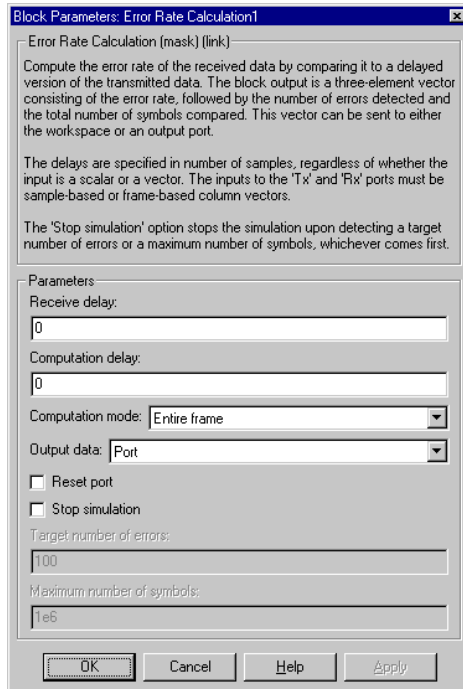 Block Parameters: Error Rate Calculation1
Error Rate Calculation (mask) (link)
Compute the error rate of the received data by comparing it to a delayed
version of the transmitted data. The block output is a three-element vector
consisting of the error rate, followed by the number of errors detected and
the total number of symbols compared. This vector can be sent to either
the workspace or an output port.
The delays are specified in number of samples, regardless of whether the
input is a scalar or a vector. The inputs to the 'Tx' and 'Rx' ports must be
sample-based or frame-based column vectors.
The 'Stop simulation' option stops the simulation upon detecting a target
number of errors or a maximum number of symbols, whichever comes first.
Parameters
Receive delay:
0
Computation delay:
0
Computation mode: Entire frame
Output data: Port
Reset port
Stop simulation
Target number of errors:
100
Maximum number of symbols:
1e6
OK Cancel Help Apply